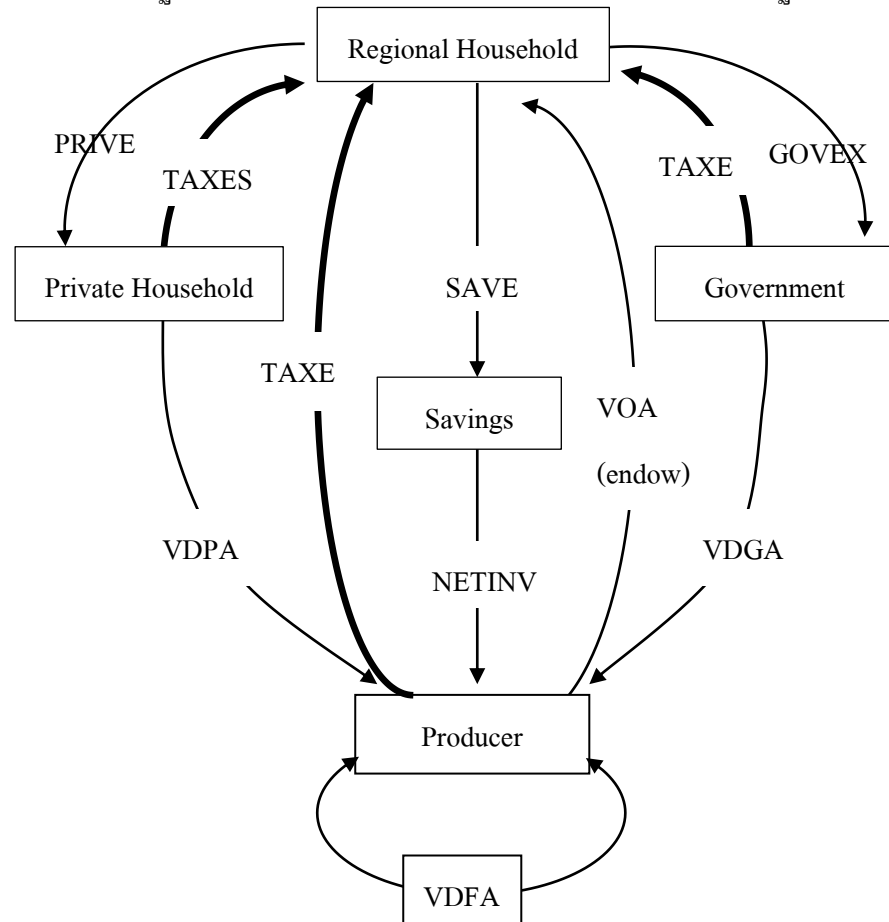 Regional Household
PRIVE
TAXES
TAXE
GOVEX
Private Household
SAVE
Government
TAXE
Savings
VOA
(endow)
VDPA
NETINV
VDGA
Producer
VDFA